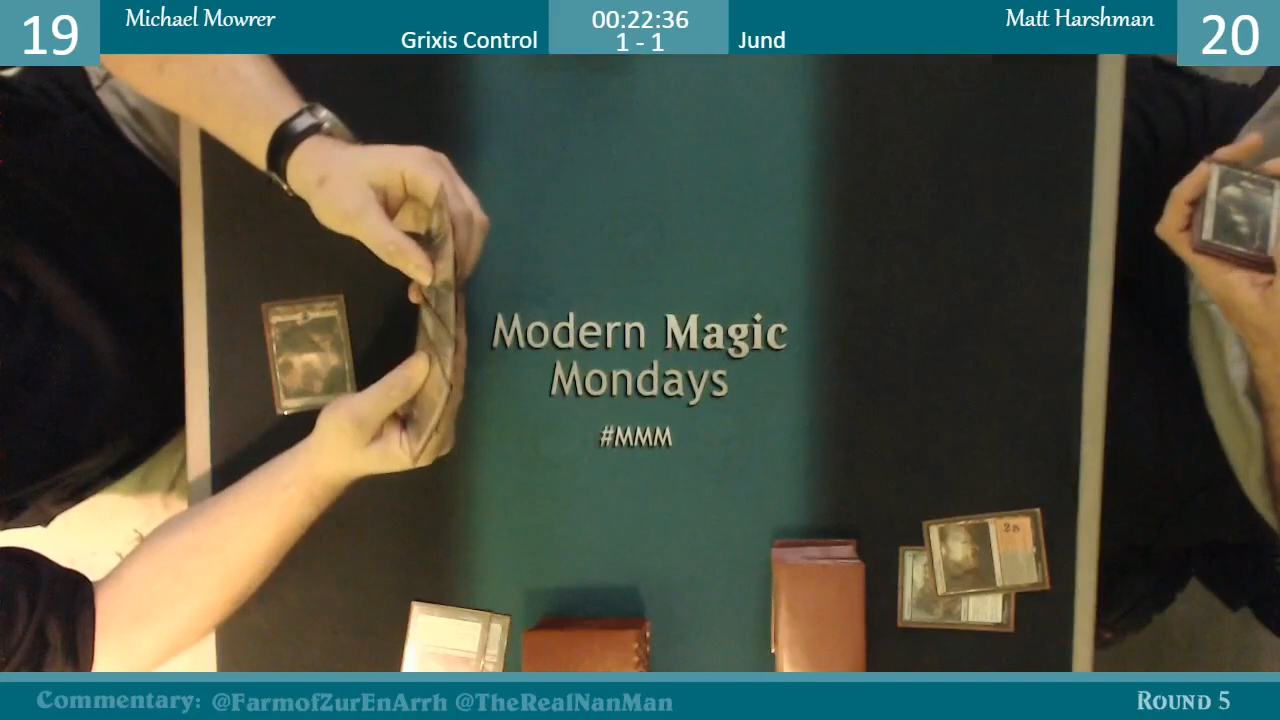 19
Michael Mowrer
Grixis Control
00:22:36
1 - 1
Jund
Matt Harshman
20
Modern Magic
Mondays
#MMM
Commentary: @FarmofZurEnArrh @TheRealNanMan
Round 5